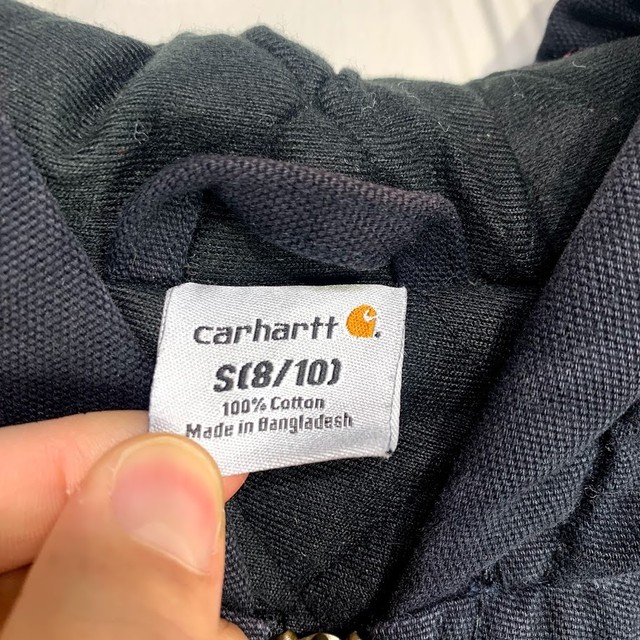 carhartt.
S(8/10)
100% Cotton
Made in Bangladesh